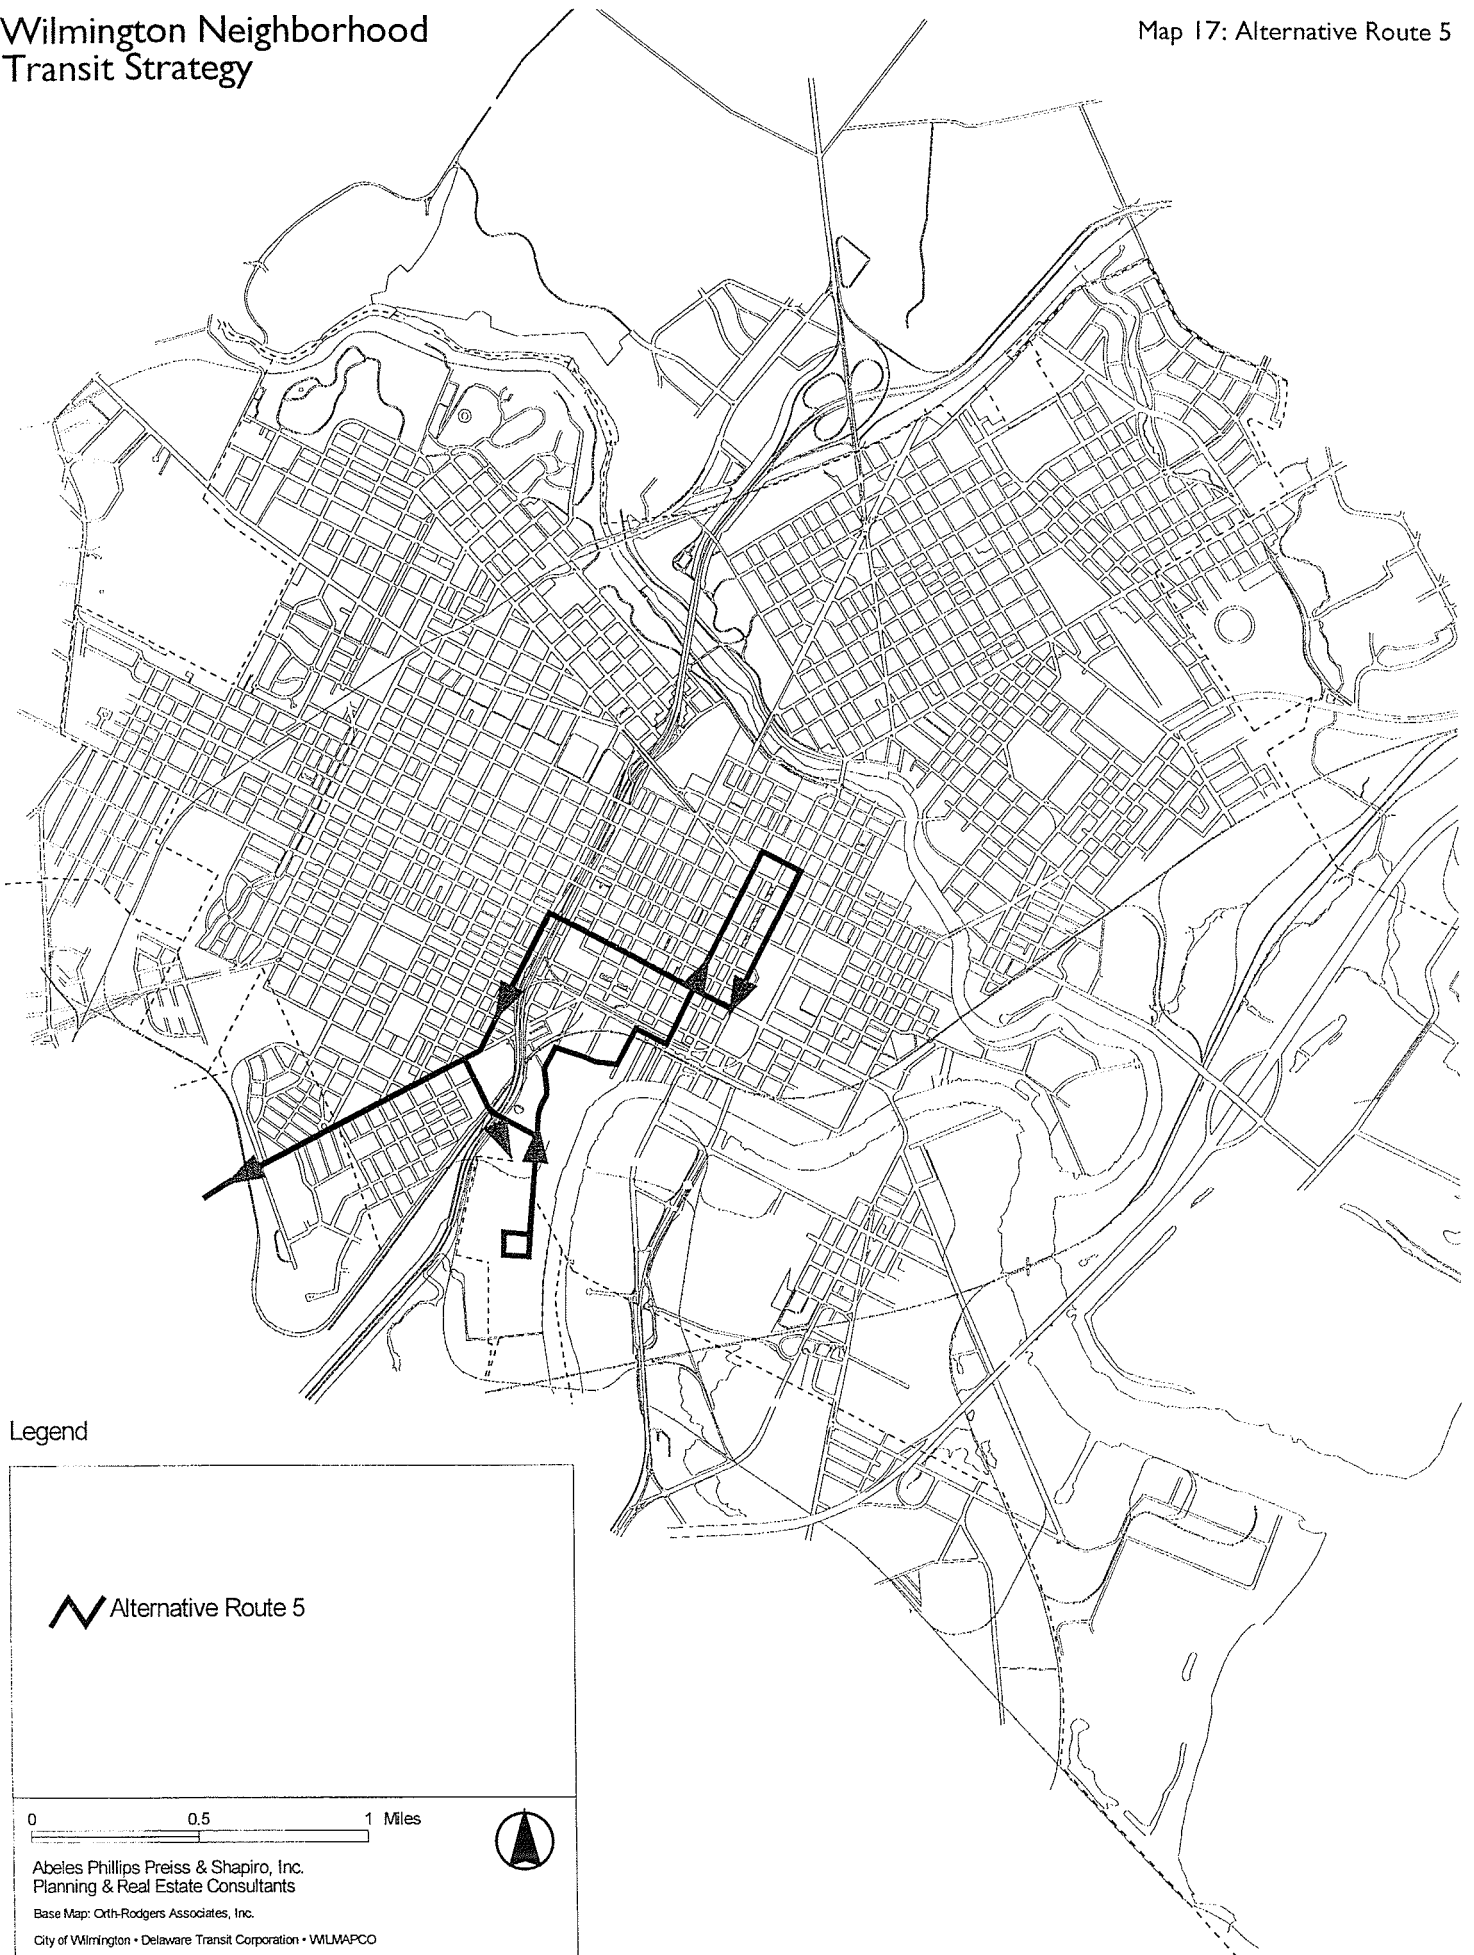 Wilmington Neighborhood
Transit Strategy
Map 17: Alternative Route 5
Legend
Alternative Route 5
0 0.5 1 Miles
Abeles Phillips Preiss & Shapiro, Inc.
Planning & Real Estate Consultants
Base Map: Orth-Rodgers Associates, Inc.
City of Wilmington • Delaware Transit Corporation • WILMAPCO